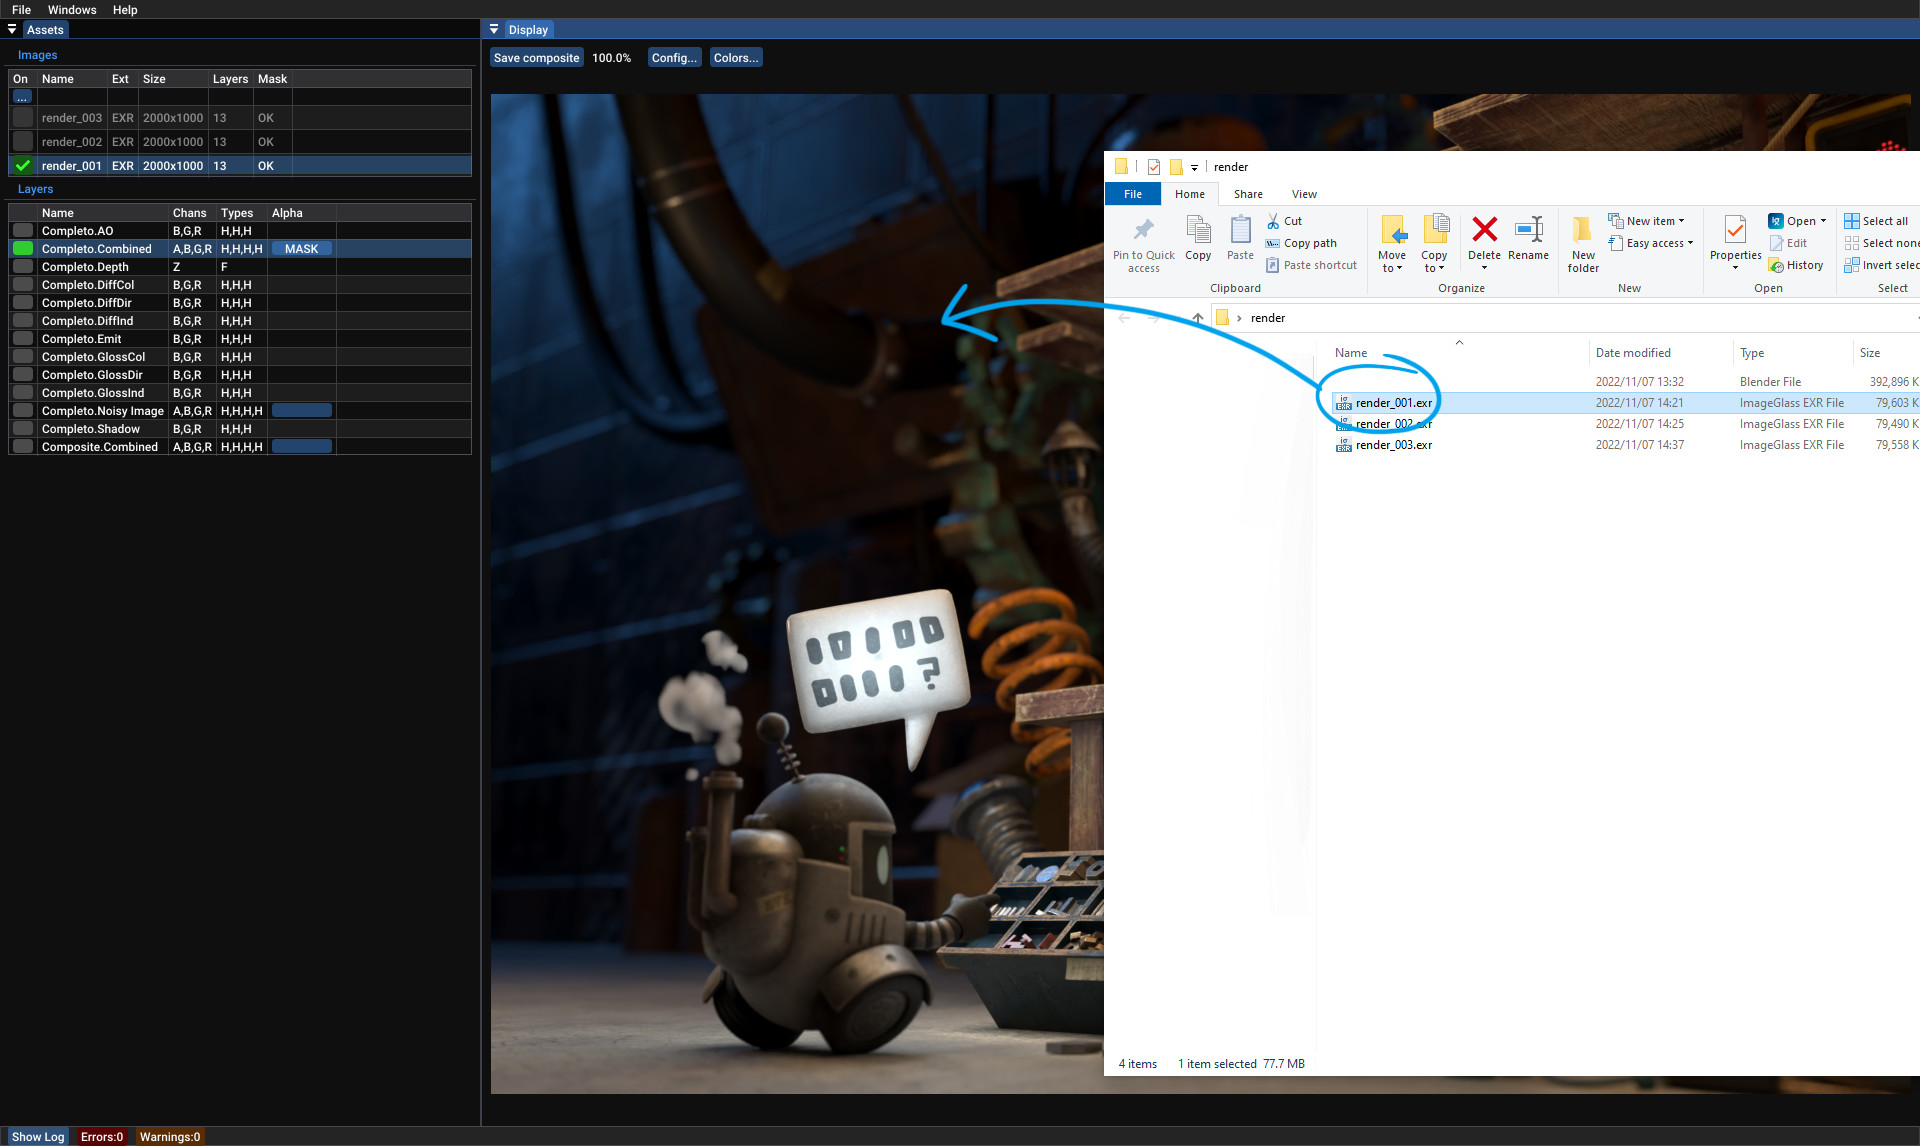 File Windows Help
Assets
Images
On Name Ext Size Layers Mask
...
render_003 EXR 2000x1000 13 OK
render_002 EXR 2000x1000 13 OK
render_001 EXR 2000x1000 13 OK
Layers
Name Chans Types Alpha
Completo.AO B,G,R H,H,H
Completo.Combined A,B,G,R H,H,H,H MASK
Completo.Depth Z F
Completo.DiffCol B,G,R H,H,H
Completo.DiffDir B,G,R H,H,H
Completo.DiffInd B,G,R H,H,H
Completo.Emit B,G,R H,H,H
Completo.GlossCol B,G,R H,H,H
Completo.GlossDir B,G,R H,H,H
Completo.GlossInd B,G,R H,H,H
Completo.Noisy Image A,B,G,R H,H,H,H
Completo.Shadow B,G,R H,H,H
Composite.Combined A,B,G,R H,H,H,H
Show Log Errors:0 Warnings:0
Display
Save composite 100.0% Config... Colors...
?
render
File Home Share View
Pin to Quick access
Copy
Paste
Cut
Copy path
Paste shortcut
Clipboard
Move to
Copy to
Delete
Rename
Organize
New folder
New item
Easy access
New
Properties
Open
Edit
History
Open
Select all
Select none
Invert selec
Select
render
Name Date modified Type Size
2022/11/07 13:32 Blender File 392,896 K
render_001.exr 2022/11/07 14:21 ImageGlass EXR File 79,603 K
render_002.exr 2022/11/07 14:25 ImageGlass EXR File 79,490 K
render_003.exr 2022/11/07 14:37 ImageGlass EXR File 79,558 K
4 items 1 item selected 77.7 MB